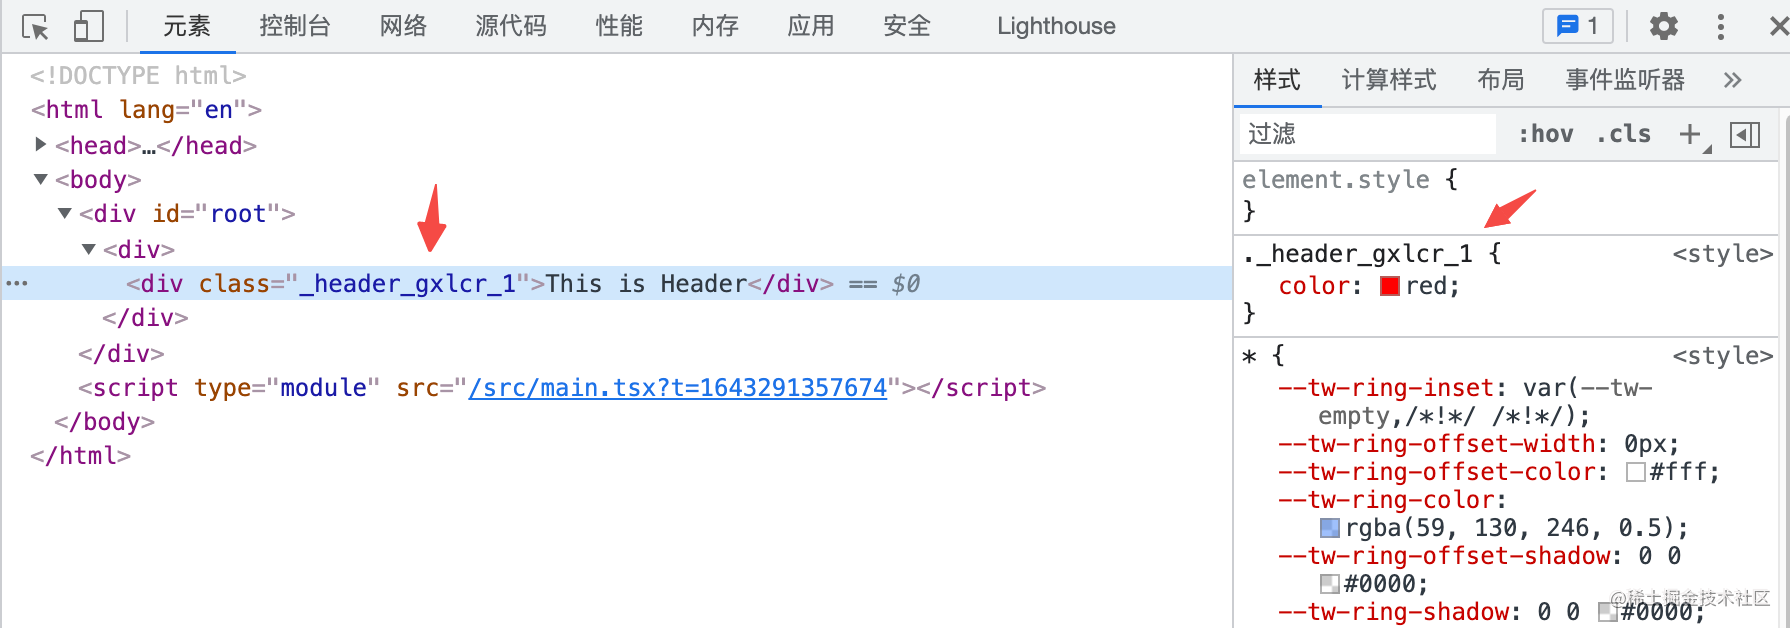 元素 控制台 网络 源代码 性能 内存 应用 安全 Lighthouse 1
<!DOCTYPE html>
<html lang="en">
<head>…</head>
<body>
<div id="root">
<div>
<div class="_header_gxlcr_1">This is Header</div> == $0
</div>
</div>
<script type="module" src="/src/main.tsx?t=1643291357674"></script>
</body>
</html>
样式 计算样式 布局 事件监听器 »
过滤 :hov .cls +
element.style {
}
._header_gxlcr_1 { <style>
color: red;
}
* { <style>
--tw-ring-inset: var(--tw-
empty,/*!*/ /*!*/);
--tw-ring-offset-width: 0px;
--tw-ring-offset-color: #fff;
--tw-ring-color:
rgba(59, 130, 246, 0.5);
--tw-ring-offset-shadow: 0 0
#0000;
--tw-ring-shadow: 0 0 #0000;
@稀土掘金技术社区